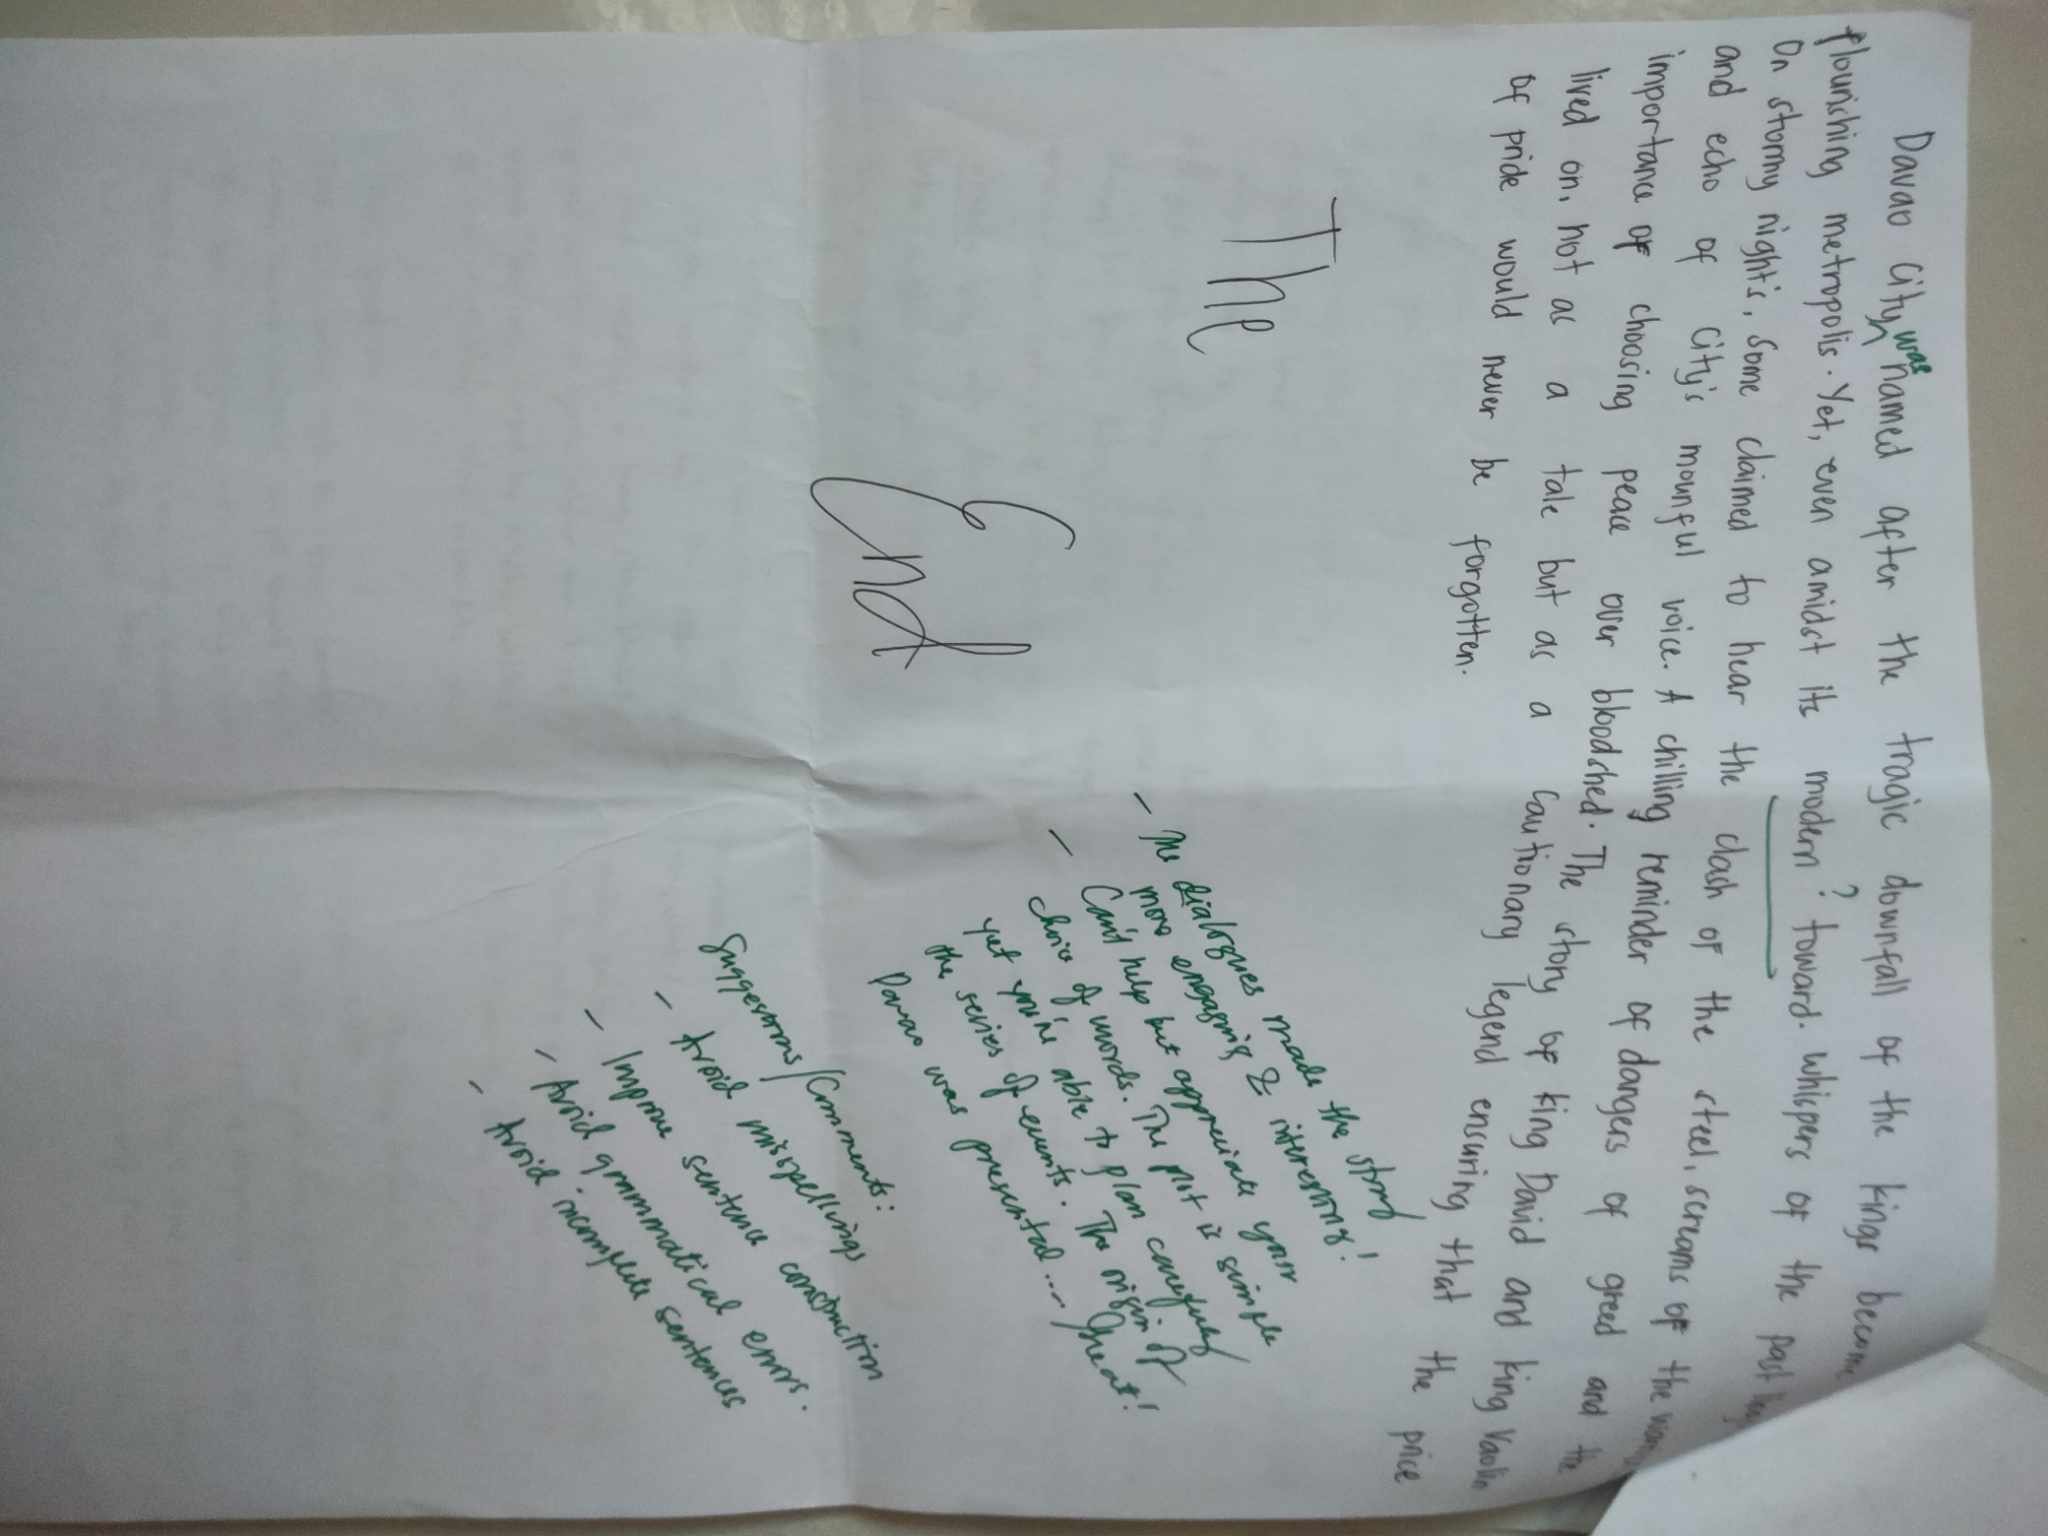 Davao City was named after the tragic downfall of the kings become
flourishing metropolis. Yet, even amidst its modern? toward. whispers of the past
On stormy night's, some claimed to hear the clash of the steel, screams of the
and echo of City's mounful voice. A chilling reminder of dangers of greed and the
importance of choosing peace over bloodshed. The story of king David and king
lived on, not as a tale but as a cautionary legend ensuring that the price
of pride would never be forgotten.
The
End
- The dialogues made the story
more engaging & interesting!
- Can't help but appreciate your
choice of words. The plot is simple
yet you're able to plan carefully
the series of events. The origin of
Davao was presented.... Great!
Suggestions/Comments:
- Avoid misspellings
- Improve sentence construction
- Avoid grammatical errors.
- Avoid incomplete sentences